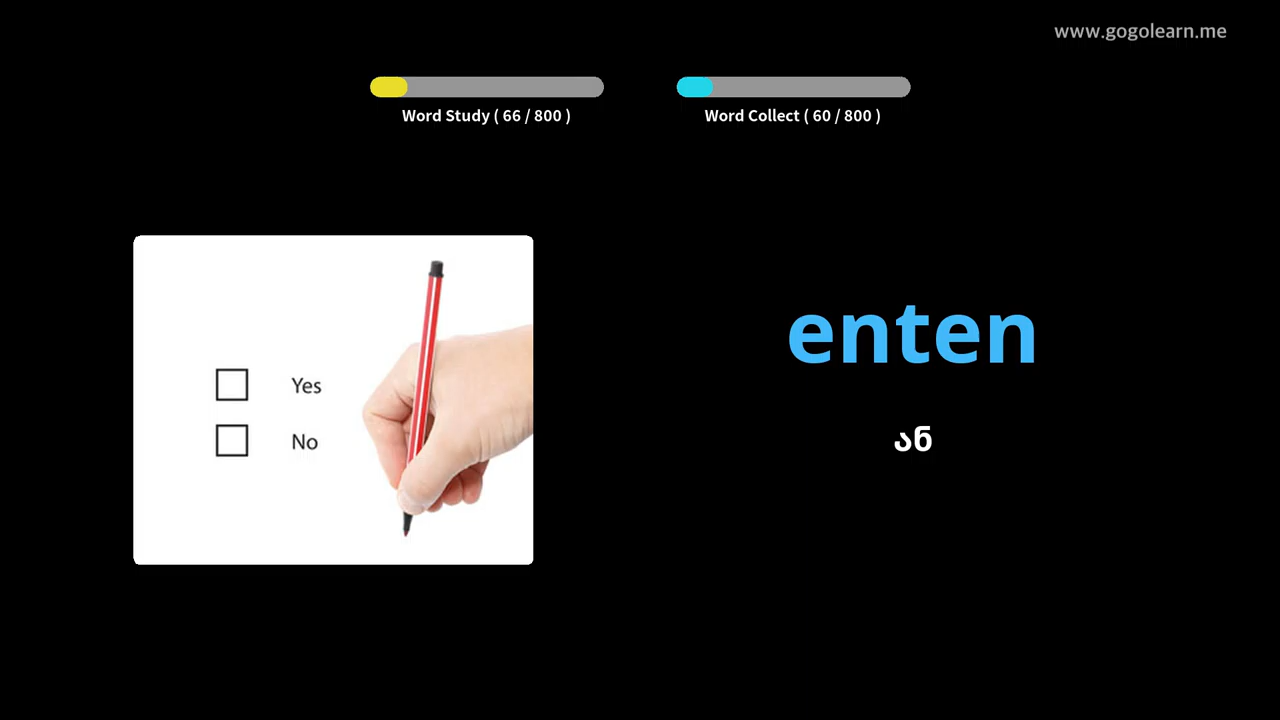 www.gogolearn.me
Word Study ( 66 / 800 )
Word Collect ( 60 / 800 )
Yes
No
enten
ან